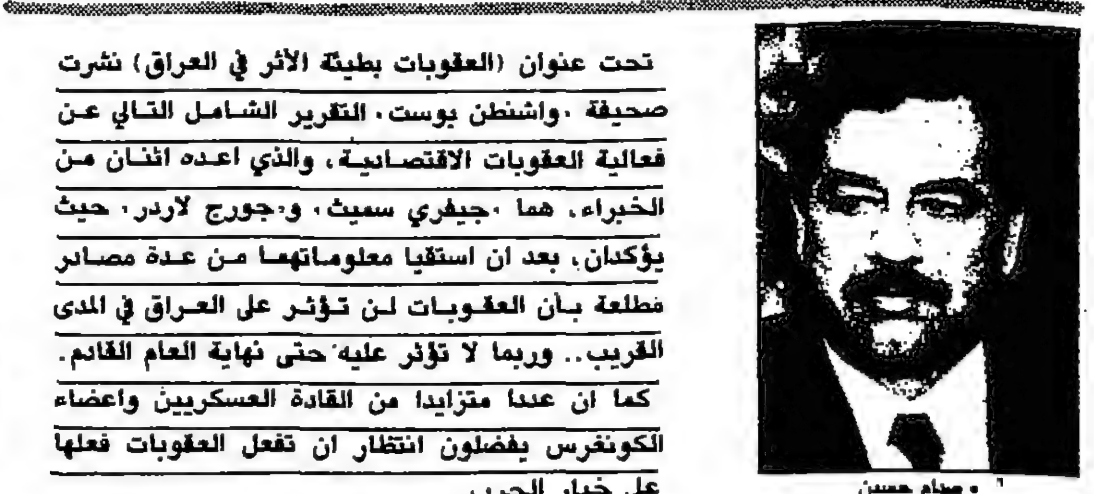 تحت عنوان (العقوبات بطيئة الأثر في العراق) نشرت
صحيفة «واشنطن بوست» التقرير الشامل التالي عن
فعالية العقوبات الاقتصادية، والذي اعده اثنان من
الخبراء، هما «جيفري سميث» و«جورج لاردر» حيث
يؤكدان، بعد ان استقيا معلوماتهما من عدة مصادر
مطلعة بأن العقوبات لن تؤثر على العراق في المدى
القريب.. وربما لا تؤثر عليه حتى نهاية العام القادم.
كما ان عددا متزايدا من القادة العسكريين واعضاء
الكونغرس يفضلون انتظار ان تفعل العقوبات فعلها
على خيار الحرب
• صدام حسين